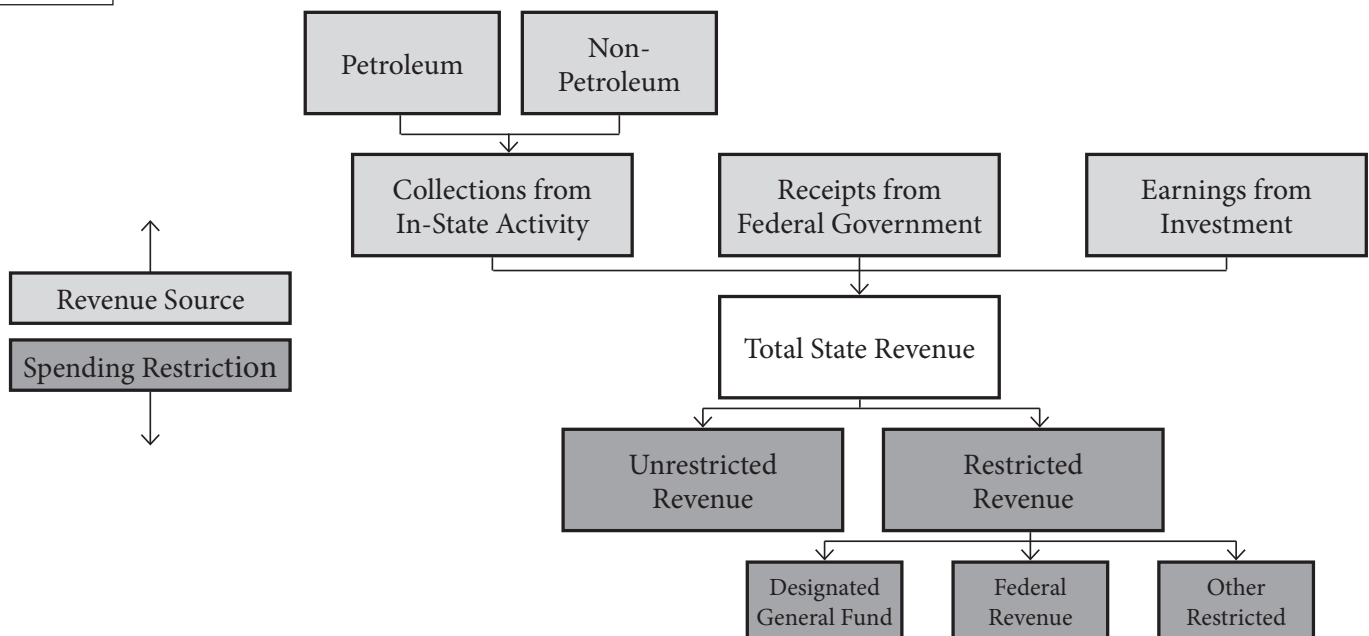 Petroleum
Non-
Petroleum
Collections from
In-State Activity
Receipts from
Federal Government
Earnings from
Investment
Revenue Source
Spending Restriction
Total State Revenue
Unrestricted
Revenue
Restricted
Revenue
Designated
General Fund
Federal
Revenue
Other
Restricted